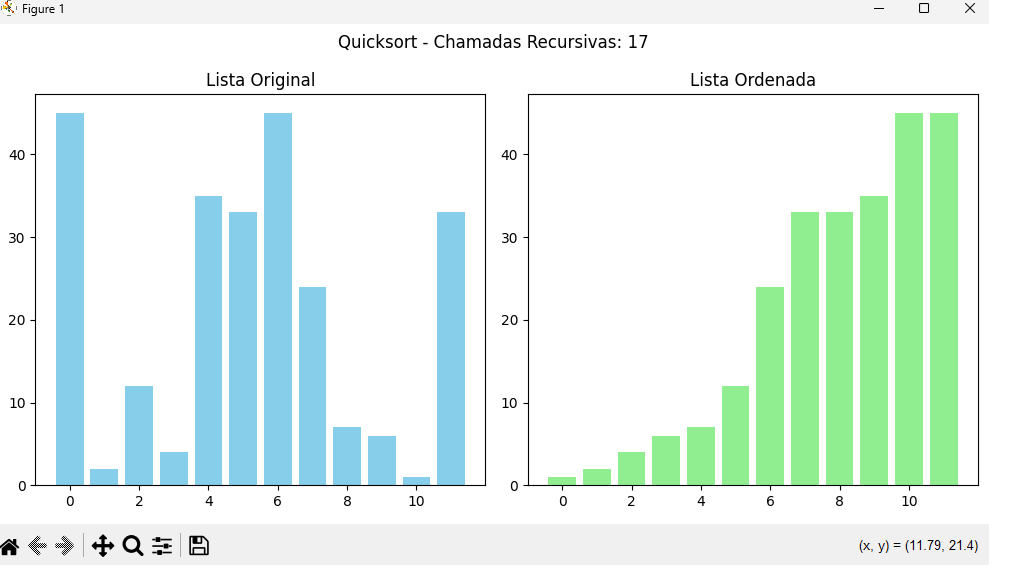 Figure 1
Quicksort - Chamadas Recursivas: 17
Lista Original
40
30
20
10
0
0 2 4 6 8 10
Lista Ordenada
40
30
20
10
0
0 2 4 6 8 10
(x, y) = (11.79, 21.4)